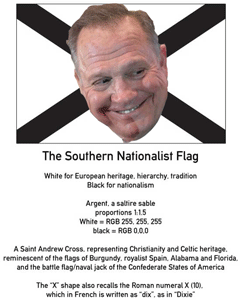 The Southern Nationalist Flag
White for European heritage, hierarchy, tradition
Black for nationalism
Argent, a saltire sable
proportions 1:1.5
White = RGB 255, 255, 255
black = RGB 0,0,0
A Saint Andrew Cross, representing Christianity and Celtic heritage,
reminescent of the flags of Burgundy, royalist Spain, Alabama and Florida,
and the battle flag/naval jack of the Confederate States of America
The "X" shape also recalls the Roman numeral X (10),
which in French is written as "dix", as in "Dixie"